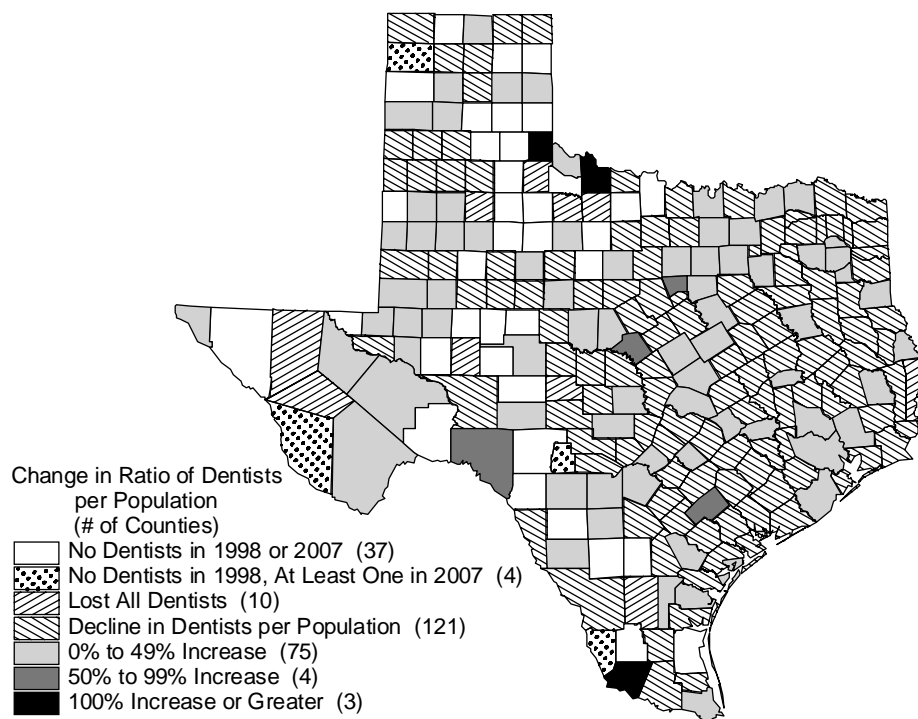 Change in Ratio of Dentists
per Population
(# of Counties)
No Dentists in 1998 or 2007 (37)
No Dentists in 1998, At Least One in 2007 (4)
Lost All Dentists (10)
Decline in Dentists per Population (121)
0% to 49% Increase (75)
50% to 99% Increase (4)
100% Increase or Greater (3)